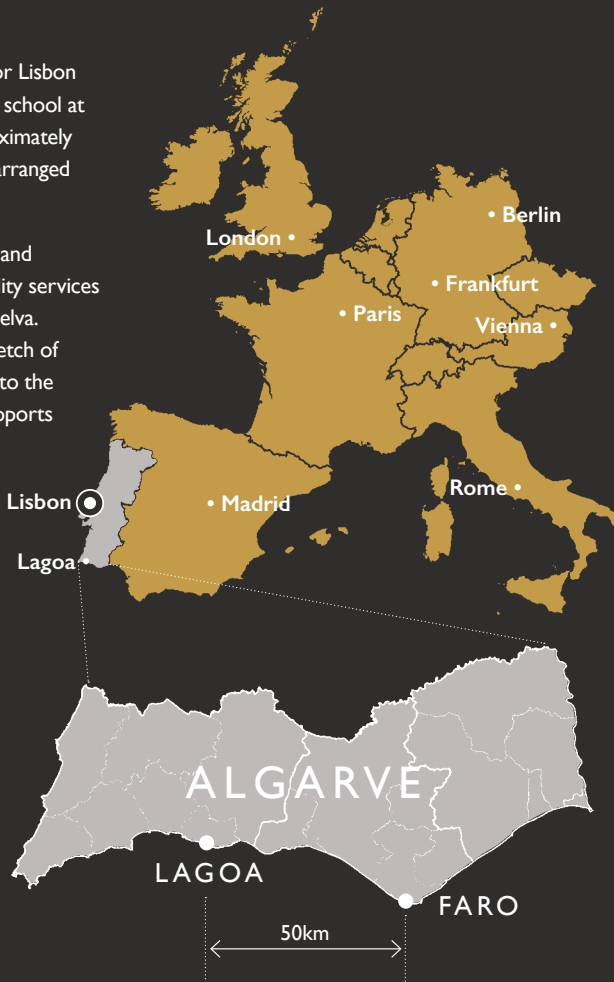 or Lisbon
school at
ximately
arranged
and
ity services
elva.
etch of
to the
pports
Berlin
London
Frankfurt
Paris
Vienna
Rome
Lisbon
Madrid
Lagoa
ALGARVE
LAGOA
FARO
50km